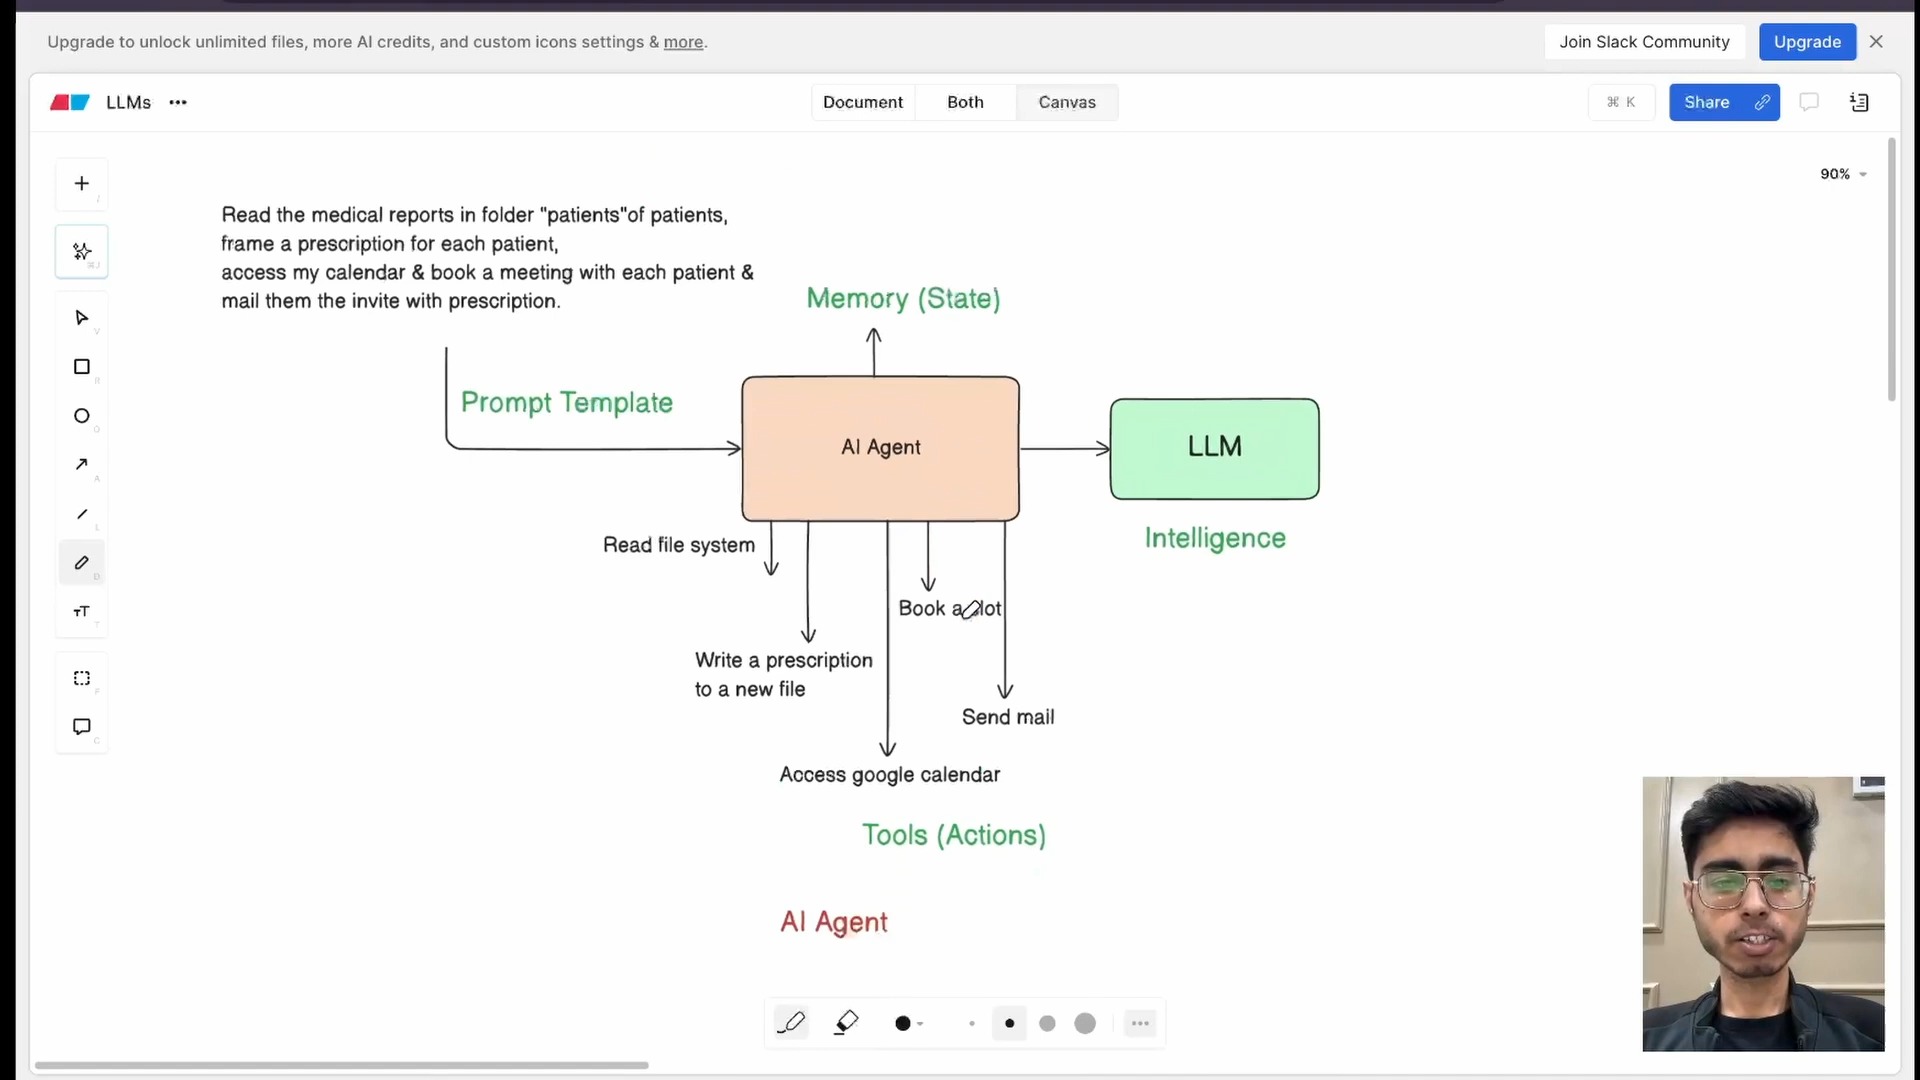 Upgrade to unlock unlimited files, more AI credits, and custom icons settings & more.
Join Slack Community
Upgrade
LLMs
Document
Both
Canvas
⌘ K
Share
90%
Read the medical reports in folder "patients"of patients,
frame a prescription for each patient,
access my calendar & book a meeting with each patient &
mail them the invite with prescription.
Memory (State)
Prompt Template
AI Agent
LLM
Intelligence
Read file system
Book a slot
Write a prescription
to a new file
Send mail
Access google calendar
Tools (Actions)
AI Agent